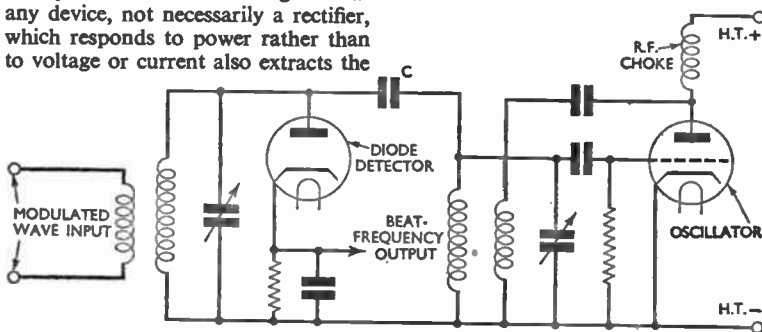 any device, not necessarily a rectifier,
which responds to power rather than
to voltage or current also extracts the
C
R.F.
CHOKE
H.T.+
DIODE
DETECTOR
MODULATED
WAVE INPUT
BEAT-
FREQUENCY
OUTPUT
OSCILLATOR
H.T.–